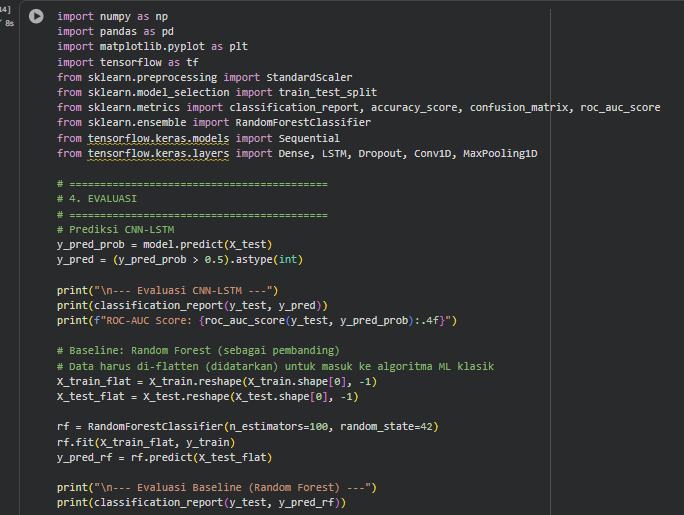 14]
8s
import numpy as np
import pandas as pd
import matplotlib.pyplot as plt
import tensorflow as tf
from sklearn.preprocessing import StandardScaler
from sklearn.model_selection import train_test_split
from sklearn.metrics import classification_report, accuracy_score, confusion_matrix, roc_auc_score
from sklearn.ensemble import RandomForestClassifier
from tensorflow.keras.models import Sequential
from tensorflow.keras.layers import Dense, LSTM, Dropout, Conv1D, MaxPooling1D
# ==========================================
# 4. EVALUASI
# ==========================================
# Prediksi CNN-LSTM
y_pred_prob = model.predict(X_test)
y_pred = (y_pred_prob > 0.5).astype(int)
print("\n--- Evaluasi CNN-LSTM ---")
print(classification_report(y_test, y_pred))
print(f"ROC-AUC Score: {roc_auc_score(y_test, y_pred_prob):.4f}")
# Baseline: Random Forest (sebagai pembanding)
# Data harus di-flatten (didatarkan) untuk masuk ke algoritma ML klasik
X_train_flat = X_train.reshape(X_train.shape[0], -1)
X_test_flat = X_test.reshape(X_test.shape[0], -1)
rf = RandomForestClassifier(n_estimators=100, random_state=42)
rf.fit(X_train_flat, y_train)
y_pred_rf = rf.predict(X_test_flat)
print("\n--- Evaluasi Baseline (Random Forest) ---")
print(classification_report(y_test, y_pred_rf))